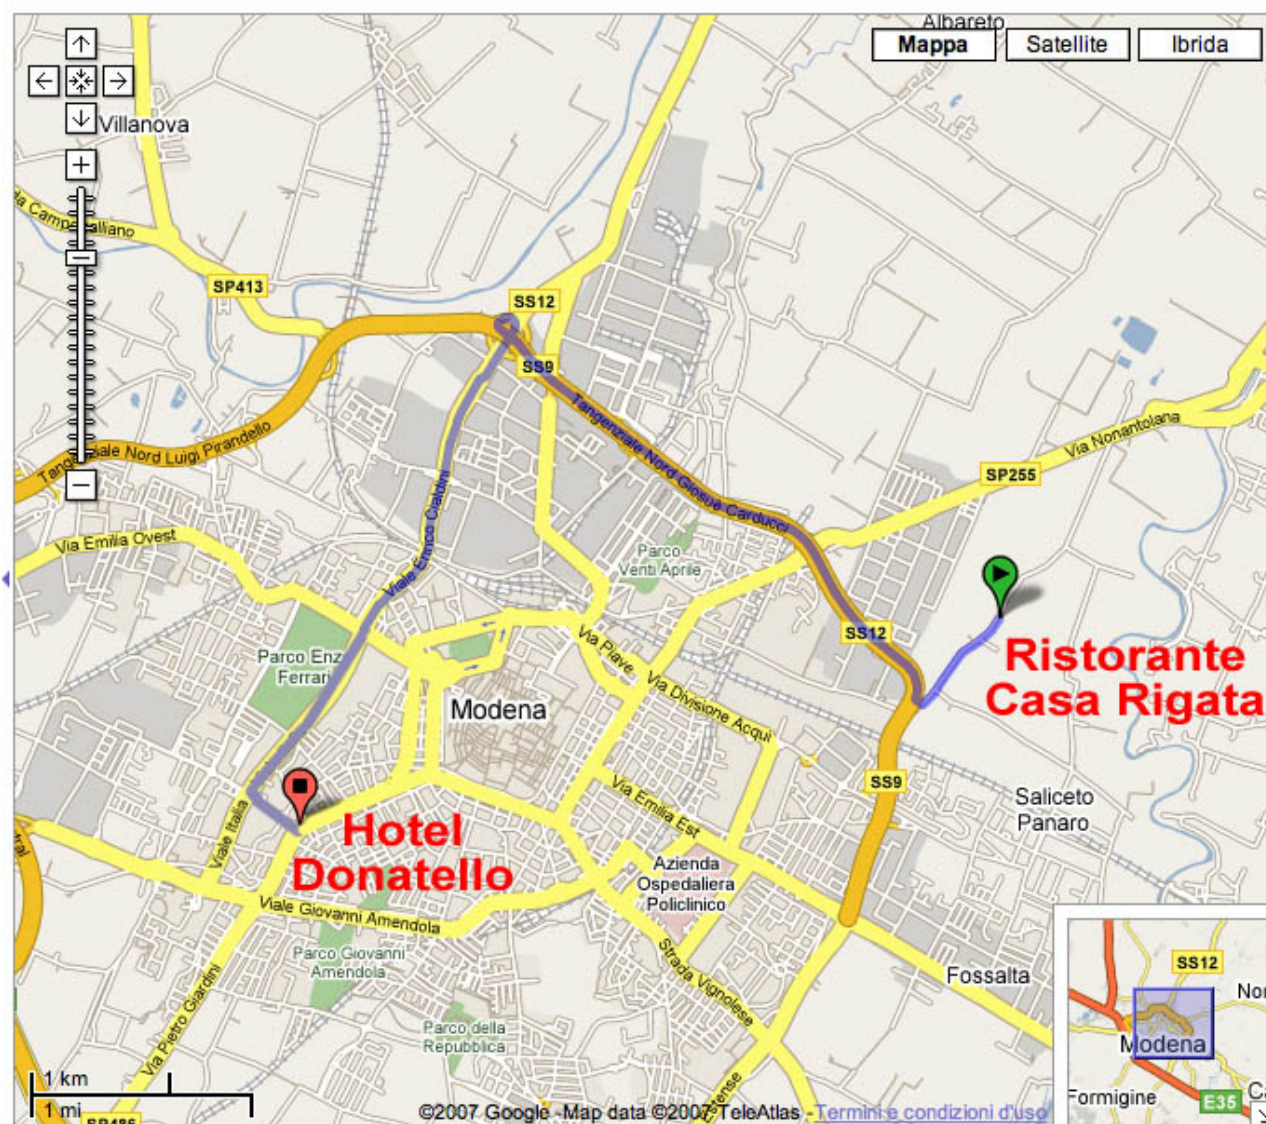 Albareto
Mappa
Satellite
Ibrida
Villanova
SP413
SS12
SS9
Tangenziale Nord Luigi Pirandello
Tangenziale Nord Giosuè Carducci
Via Nonantolana
SP255
Viale Enrico Cialdini
Via Emilia Ovest
Parco
Venti Aprile
SS12
Ristorante
Casa Rigata
Parco Enzo
Ferrari
Via Piave
Via Divisione Acqui
Modena
SS9
Via Emilia Est
Saliceto
Panaro
Hotel
Donatello
Viale Italia
Azienda
Ospedaliera
Policlinico
Viale Giovanni Amendola
Parco Giovanni
Amendola
Strada Vignolese
Fossalta
Via Pietro Giardini
Parco della
Repubblica
SS12
Modena
Formigine
E35
1 km
1 mi
SP486
Estense
©2007 Google -Map data ©2007 TeleAtlas -Termini e condizioni d'uso